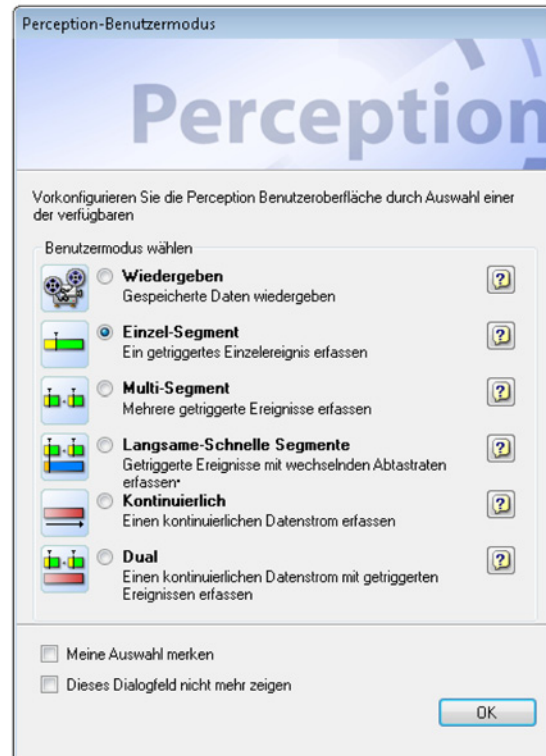 Perception-Benutzermodus
Perception
Vorkonfigurieren Sie die Perception Benutzeroberfläche durch Auswahl einer
der verfügbaren
Benutzermodus wählen
Wiedergeben
Gespeicherte Daten wiedergeben
Einzel-Segment
Ein getriggertes Einzelereignis erfassen
Multi-Segment
Mehrere getriggerte Ereignisse erfassen
Langsame-Schnelle Segmente
Getriggerte Ereignisse mit wechselnden Abtastraten
erfassen•
Kontinuierlich
Einen kontinuierlichen Datenstrom erfassen
Dual
Einen kontinuierlichen Datenstrom mit getriggerten
Ereignissen erfassen
Meine Auswahl merken
Dieses Dialogfeld nicht mehr zeigen
OK